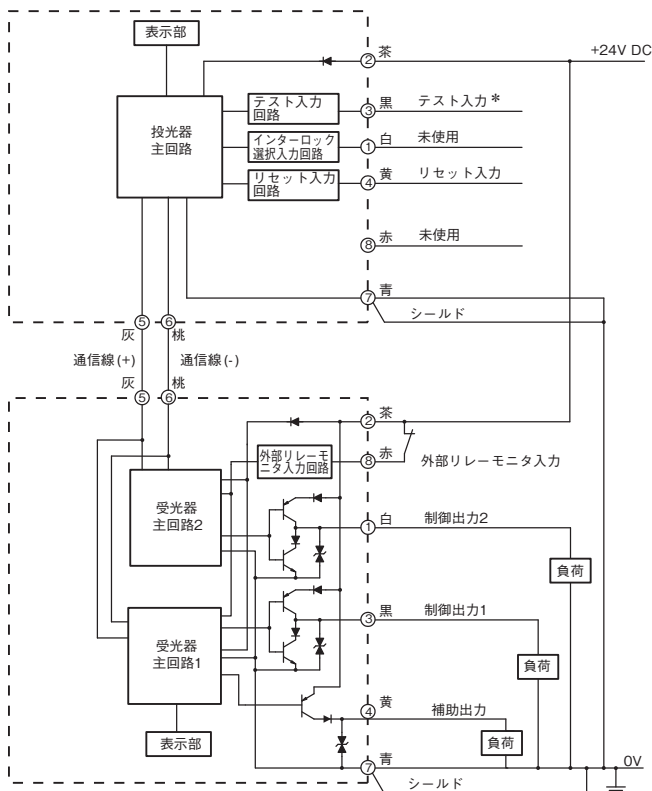 表示部
② 茶
+24V DC
投光器
主回路
テスト入力
回路
③ 黒 テスト入力＊
インターロック
選択入力回路
① 白 未使用
リセット入力
回路
④ 黄 リセット入力
⑧ 赤 未使用
⑦ 青
シールド
⑤ ⑥
灰 桃
通信線(+) 通信線(-)
灰 桃
⑤ ⑥
② 茶
外部リレーモ
ニタ入力回路
⑧ 赤 外部リレーモニタ入力
受光器
主回路2
① 白 制御出力2
負荷
③ 黒 制御出力1
受光器
主回路1
負荷
④ 黄 補助出力
表示部
負荷
⑦ 青
0V
シールド